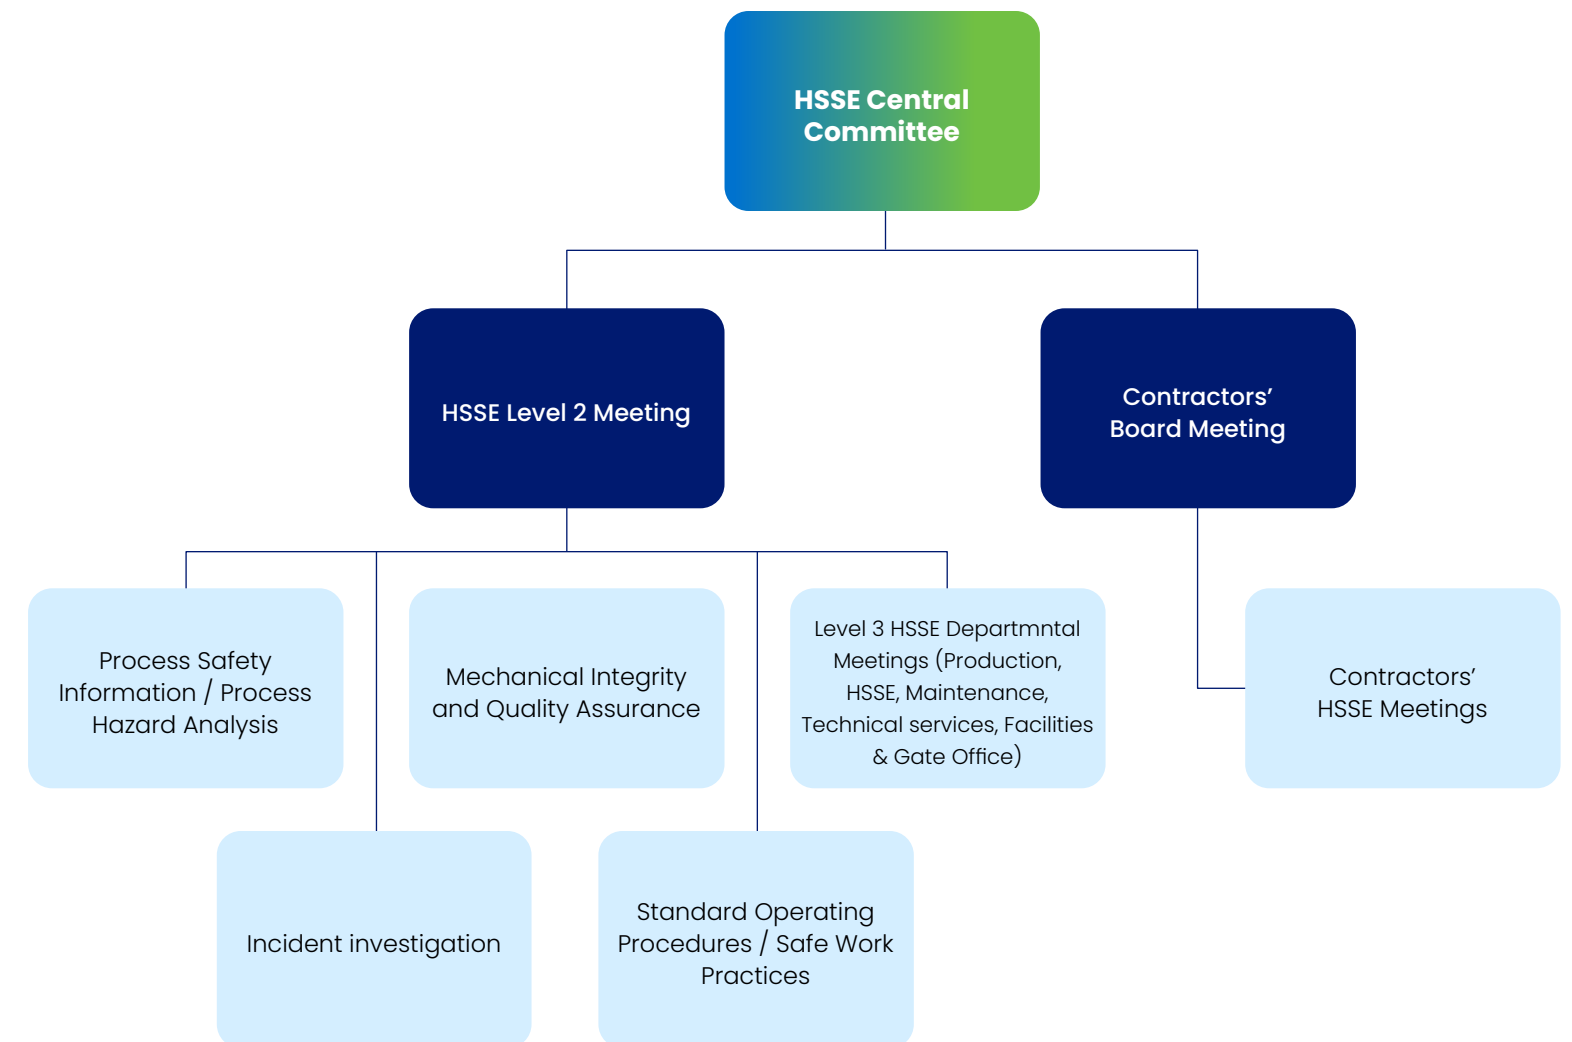 HSSE Central
Committee
HSSE Level 2 Meeting
Contractors’
Board Meeting
Process Safety
Information / Process
Hazard Analysis
Mechanical Integrity
and Quality Assurance
Level 3 HSSE Departmntal
Meetings (Production,
HSSE, Maintenance,
Technical services, Facilities
& Gate Office)
Contractors’
HSSE Meetings
Incident investigation
Standard Operating
Procedures / Safe Work
Practices